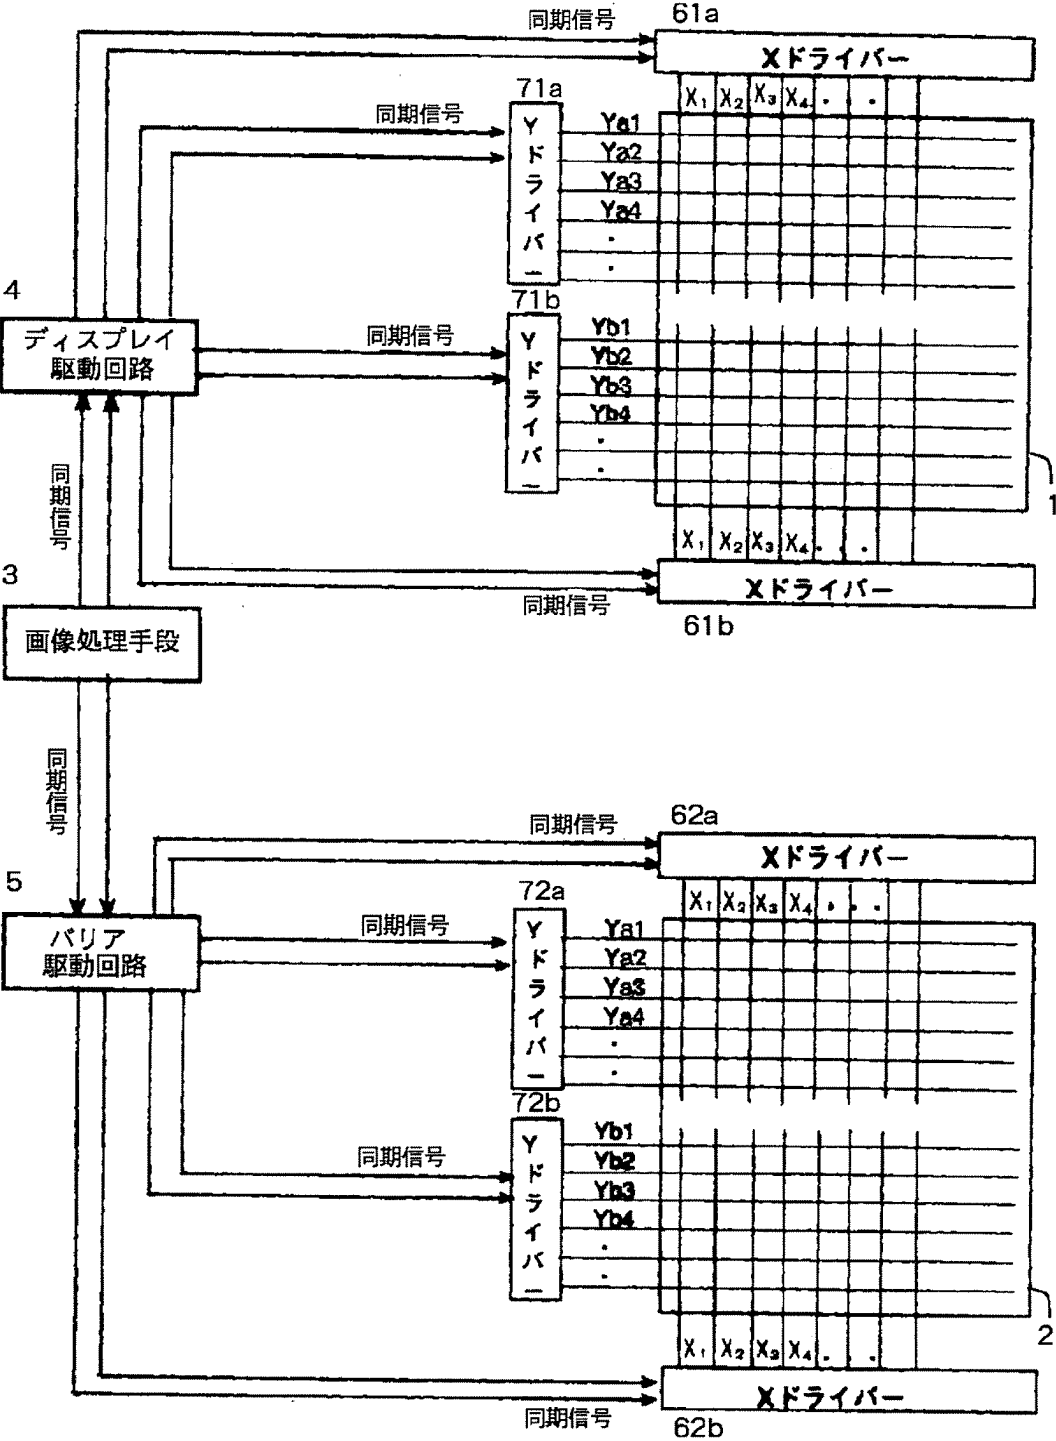 同期信号
61a
Xドライバー
X₁ X₂ X₃ X₄ . . .
71a
同期信号
Yドライバー
Ya1
Ya2
Ya3
Ya4
.
.
4
71b
ディスプレイ
駆動回路
同期信号
Yドライバー
Yb1
Yb2
Yb3
Yb4
.
.
1
同期信号
X₁ X₂ X₃ X₄ . . .
3
Xドライバー
同期信号
61b
画像処理手段
同期信号
62a
同期信号
Xドライバー
5
X₁ X₂ X₃ X₄ . . .
72a
バリア
駆動回路
同期信号
Yドライバー
Ya1
Ya2
Ya3
Ya4
.
.
72b
同期信号
Yドライバー
Yb1
Yb2
Yb3
Yb4
.
.
2
X₁ X₂ X₃ X₄ . . .
Xドライバー
同期信号
62b